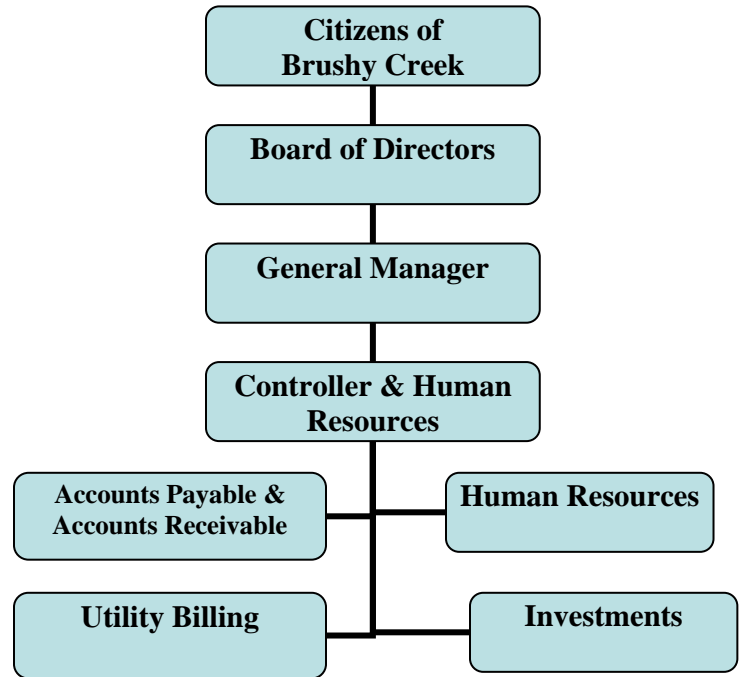 Citizens of
Brushy Creek
Board of Directors
General Manager
Controller & Human
Resources
Accounts Payable &
Accounts Receivable
Human Resources
Utility Billing
Investments